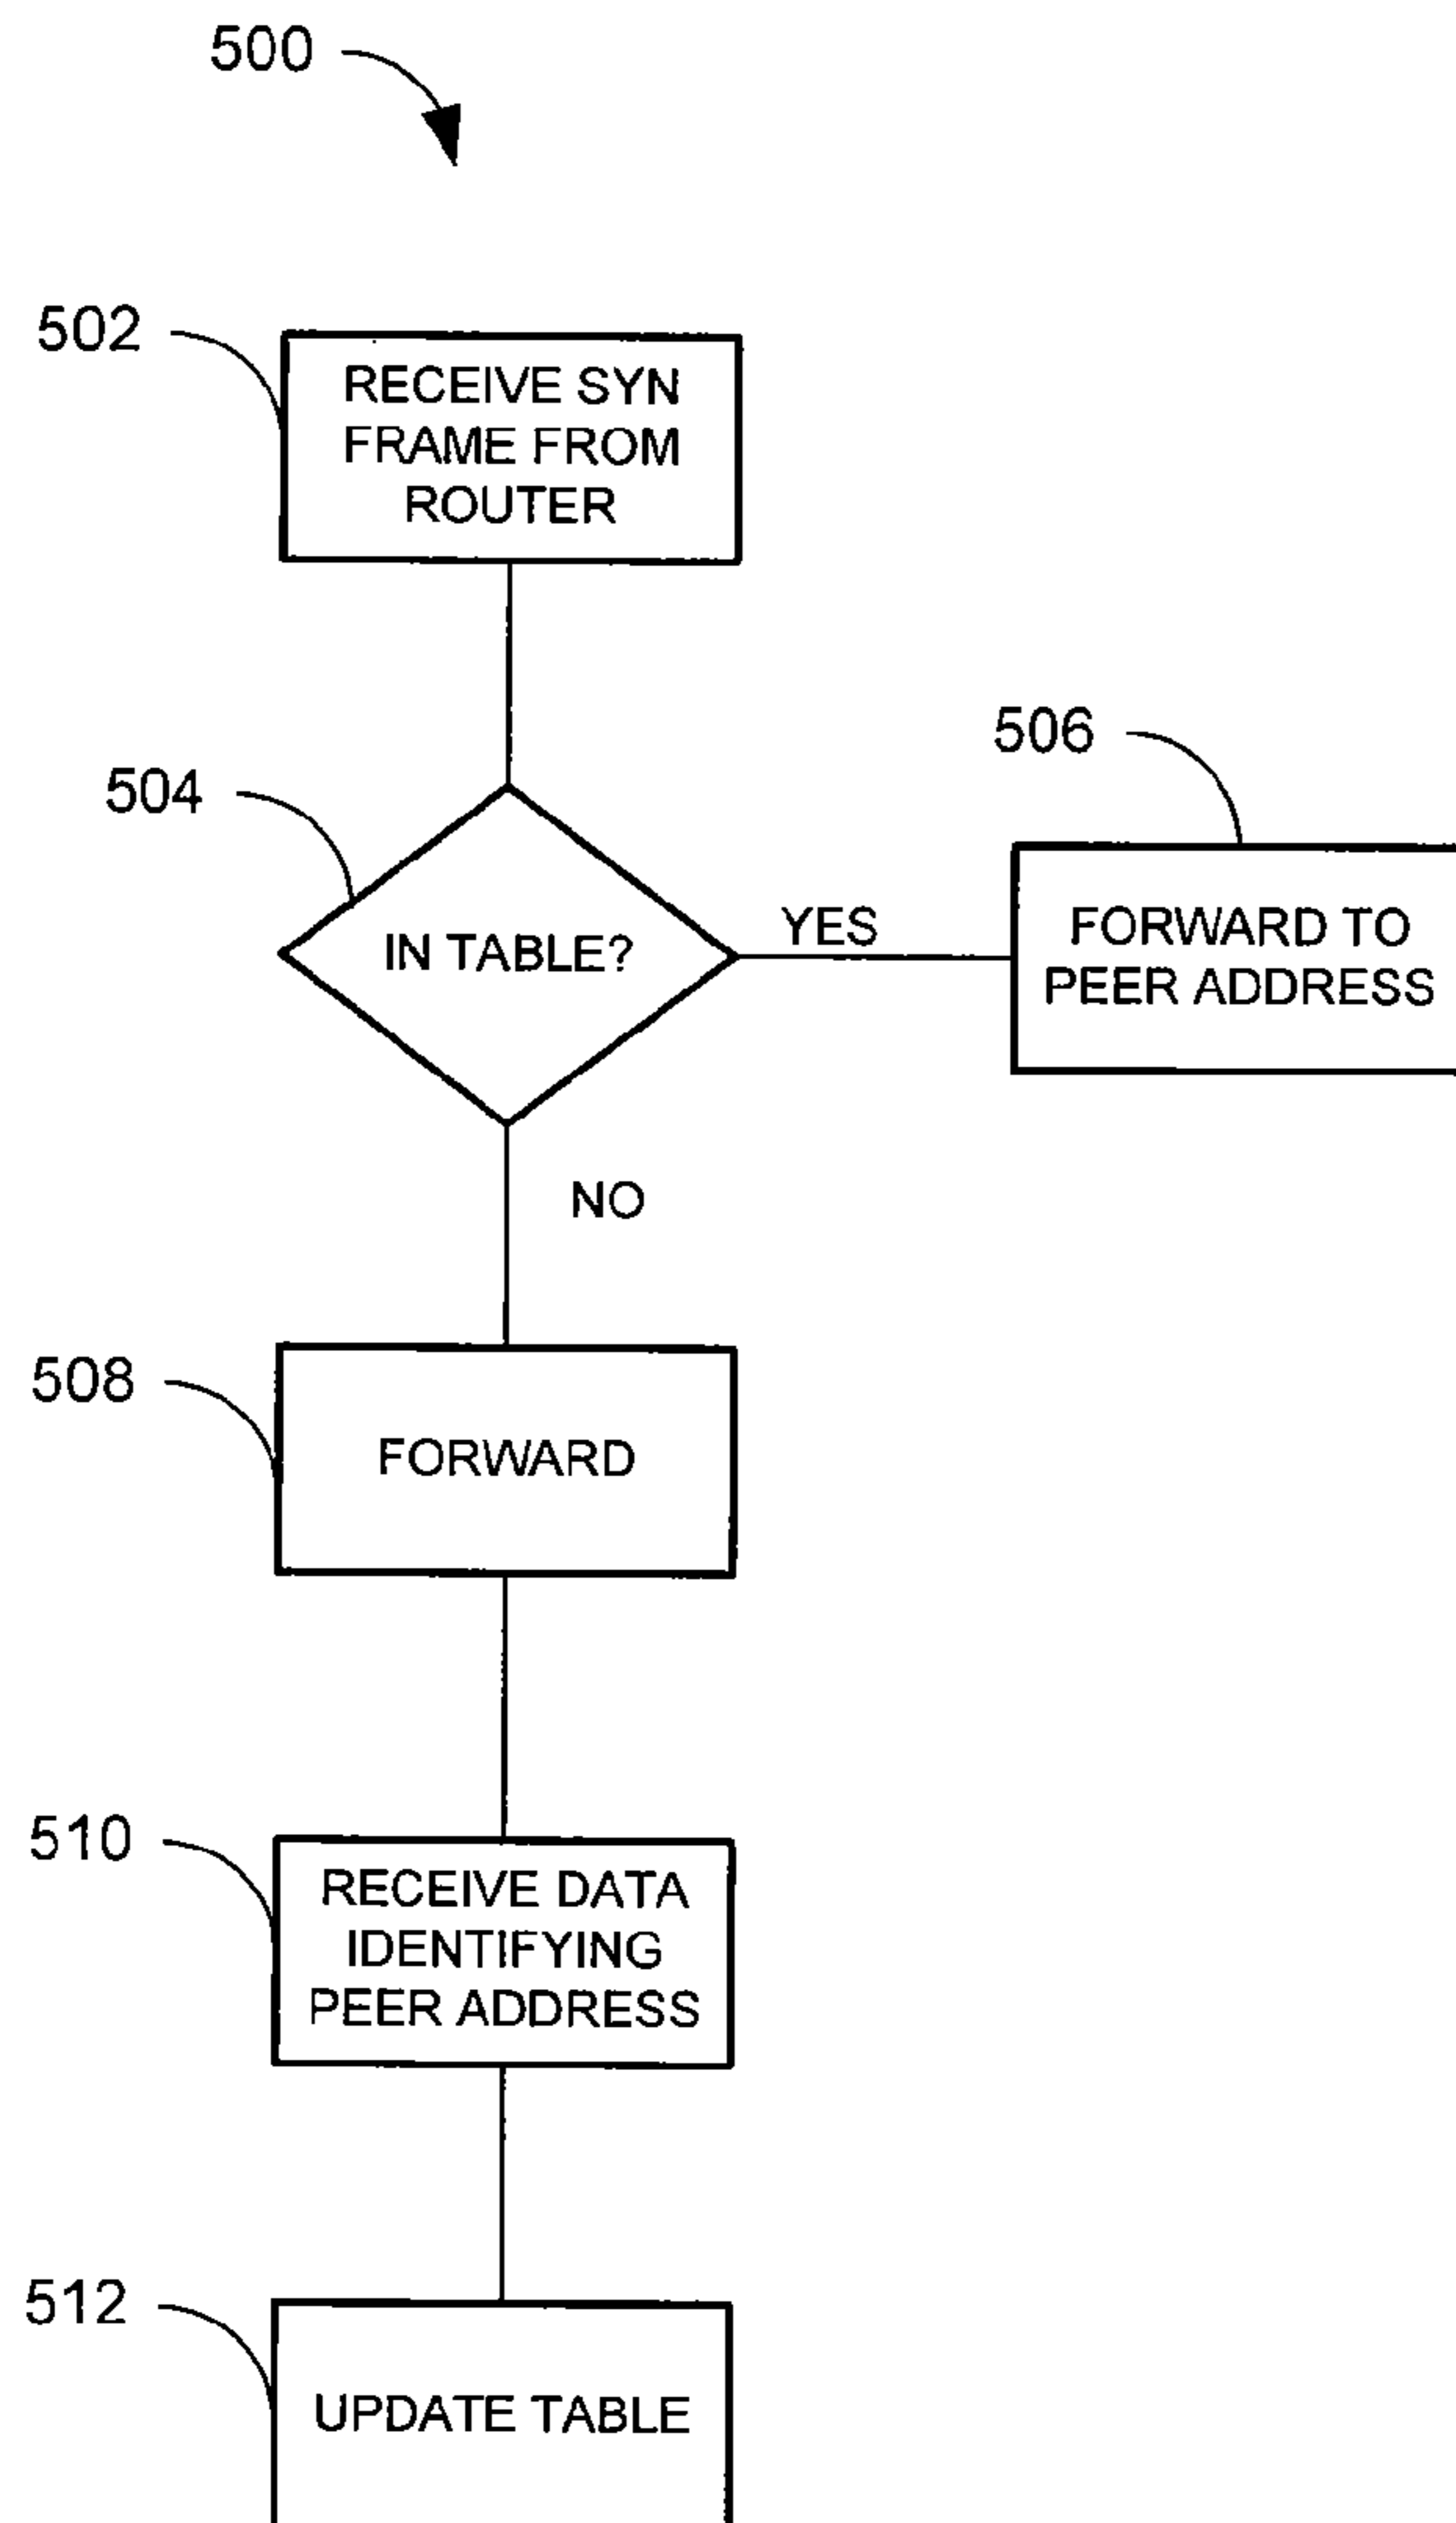 500
502
RECEIVE SYN
FRAME FROM
ROUTER
504
IN TABLE?
YES
506
FORWARD TO
PEER ADDRESS
NO
508
FORWARD
510
RECEIVE DATA
IDENTIFYING
PEER ADDRESS
512
UPDATE TABLE